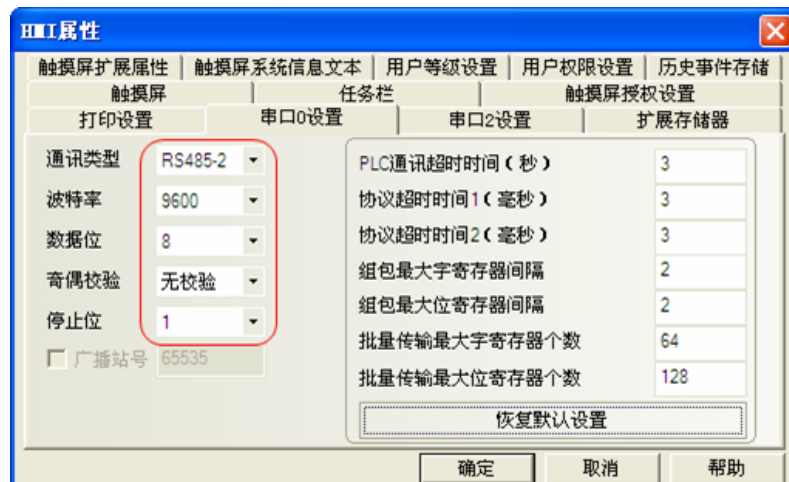 HMI属性
触摸屏扩展属性 触摸屏系统信息文本 用户等级设置 用户权限设置 历史事件存储
触摸屏 任务栏 触摸屏授权设置
打印设置 串口0设置 串口2设置 扩展存储器
通讯类型 RS485-2
波特率 9600
数据位 8
奇偶校验 无校验
停止位 1
广播站号 65535
PLC通讯超时时间(秒) 3
协议超时时间1(毫秒) 3
协议超时时间2(毫秒) 3
组包最大字寄存器间隔 2
组包最大位寄存器间隔 2
批量传输最大字寄存器个数 64
批量传输最大位寄存器个数 128
恢复默认设置
确定 取消 帮助